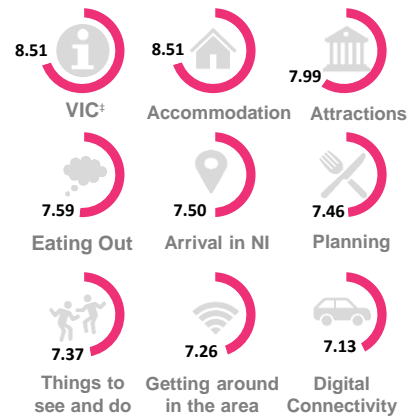 8.51
8.51
7.99
VIC‡
Accommodation
Attractions
7.59
7.50
7.46
Eating Out
Arrival in NI
Planning
7.37
7.26
7.13
Things to
see and do
Getting around
in the area
Digital
Connectivity